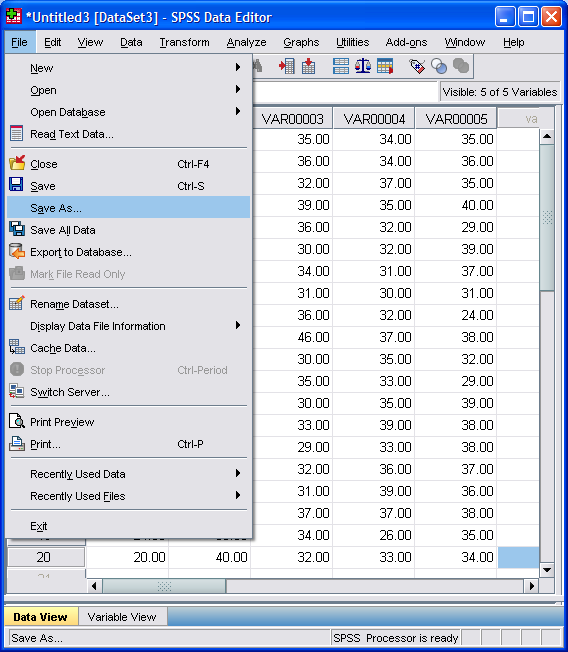 *Untitled3 [DataSet3] - SPSS Data Editor
File Edit View Data Transform Analyze Graphs Utilities Add-ons Window Help
Visible: 5 of 5 Variables
New
Open
Open Database
Read Text Data...
Close Ctrl-F4
Save Ctrl-S
Save As...
Save All Data
Export to Database...
Mark File Read Only
Rename Dataset...
Display Data File Information
Cache Data...
Stop Processor Ctrl-Period
Switch Server...
Print Preview
Print... Ctrl-P
Recently Used Data
Recently Used Files
Exit
VAR00003 VAR00004 VAR00005 va
35.00 34.00 35.00
36.00 34.00 36.00
32.00 37.00 35.00
39.00 35.00 40.00
36.00 32.00 29.00
30.00 32.00 39.00
34.00 31.00 37.00
31.00 30.00 31.00
36.00 32.00 24.00
46.00 37.00 38.00
30.00 35.00 32.00
35.00 33.00 29.00
30.00 35.00 34.00
33.00 39.00 38.00
29.00 33.00 38.00
32.00 36.00 37.00
31.00 39.00 36.00
37.00 37.00 38.00
34.00 26.00 35.00
20 20.00 40.00 32.00 33.00 34.00
Data View Variable View
Save As... SPSS Processor is ready